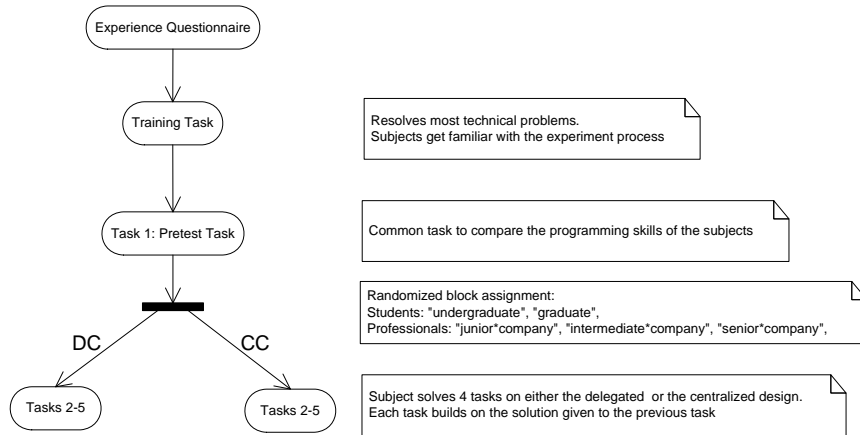 Experience Questionnaire
Training Task
Resolves most technical problems.
Subjects get familiar with the experiment process
Task 1: Pretest Task
Common task to compare the programming skills of the subjects
Randomized block assignment:
Students: "undergraduate", "graduate",
Professionals: "junior*company", "intermediate*company", "senior*company",
DC
CC
Tasks 2-5
Tasks 2-5
Subject solves 4 tasks on either the delegated or the centralized design.
Each task builds on the solution given to the previous task